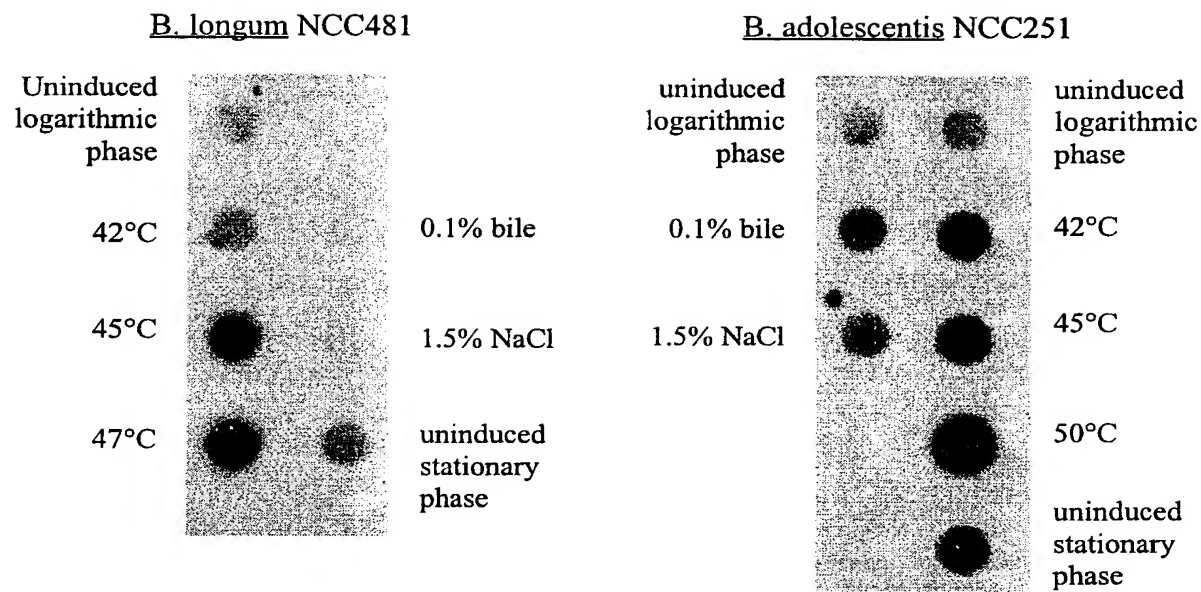 B. longum NCC481
Uninduced
logarithmic
phase
42°C
0.1% bile
45°C
1.5% NaCl
47°C
uninduced
stationary
phase
B. adolescentis NCC251
uninduced
logarithmic
phase
uninduced
logarithmic
phase
0.1% bile
42°C
1.5% NaCl
45°C
50°C
uninduced
stationary
phase